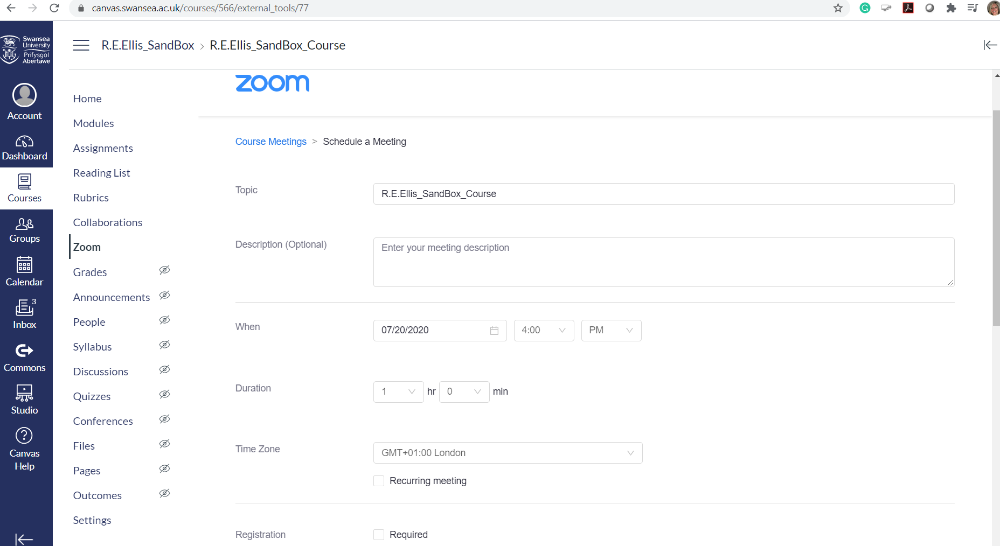 canvas.swansea.ac.uk/courses/566/external_tools/77
Swansea
University
Prifysgol
Abertawe
R.E.Ellis_SandBox > R.E.Ellis_SandBox_Course
Account
Dashboard
Courses
Groups
Calendar
3
Inbox
Commons
Studio
Canvas
Help
Home
Modules
Assignments
Reading List
Rubrics
Collaborations
Zoom
Grades
Announcements
People
Syllabus
Discussions
Quizzes
Conferences
Files
Pages
Outcomes
Settings
zoom
Course Meetings > Schedule a Meeting
Topic R.E.Ellis_SandBox_Course
Description (Optional) Enter your meeting description
When 07/20/2020 4:00 PM
Duration 1 hr 0 min
Time Zone GMT+01:00 London
Recurring meeting
Registration Required